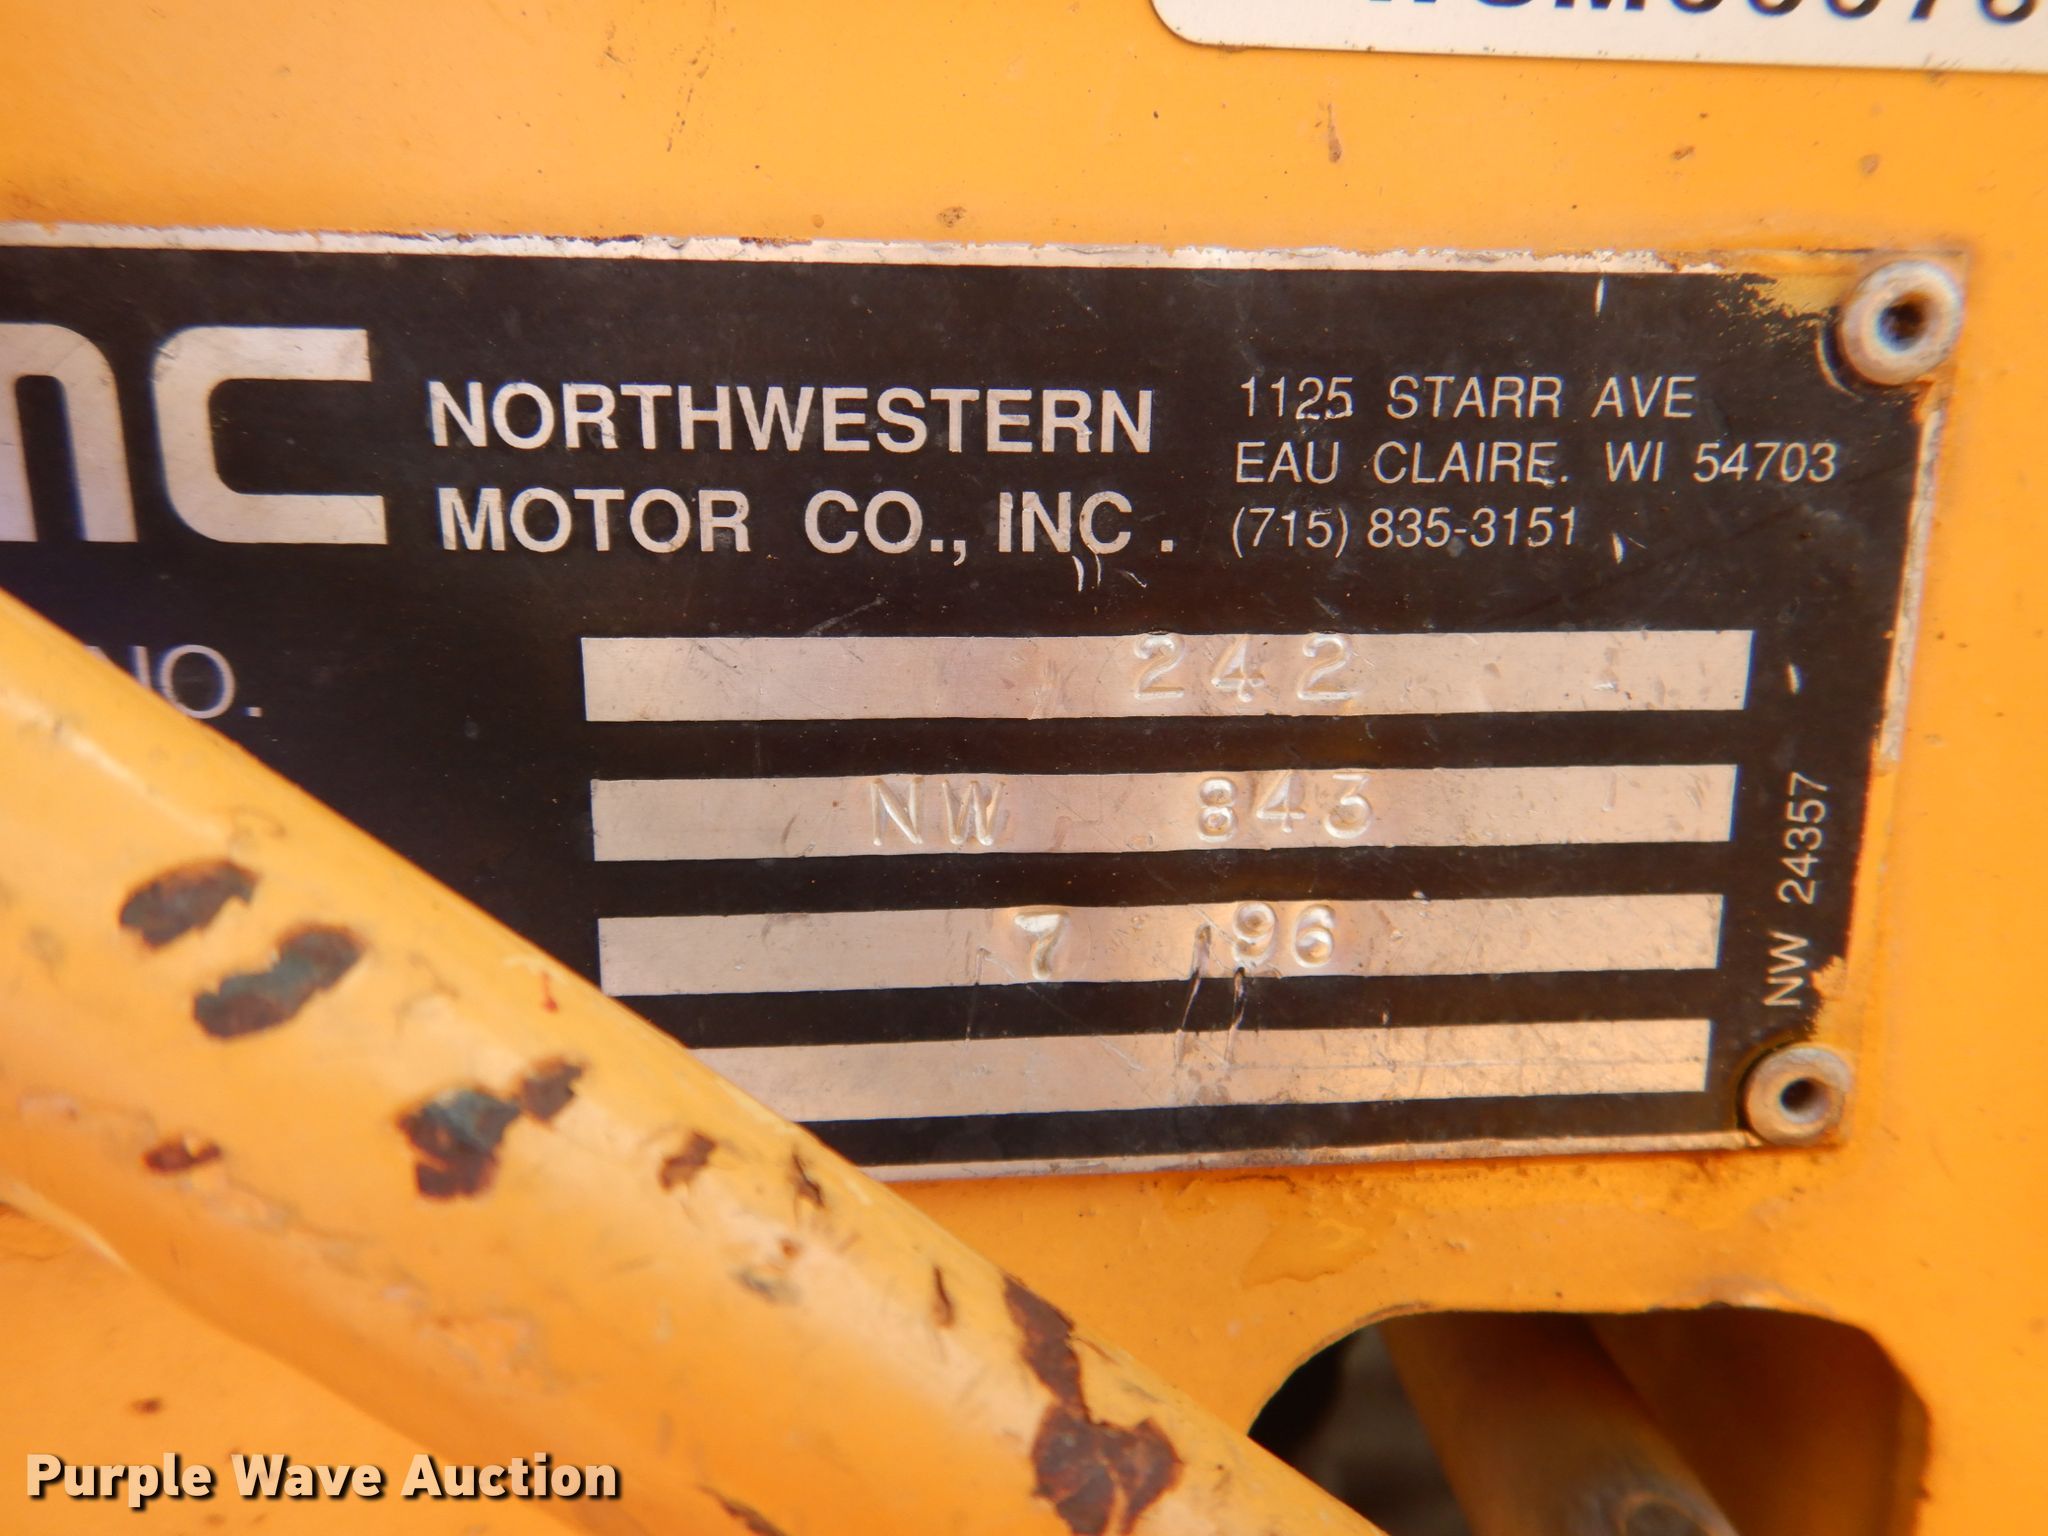 MC
NORTHWESTERN
MOTOR CO., INC.
1125 STARR AVE
EAU CLAIRE. WI 54703
(715) 835-3151
NO.
242
NW 843
7 96
NW 24357
Purple Wave Auction